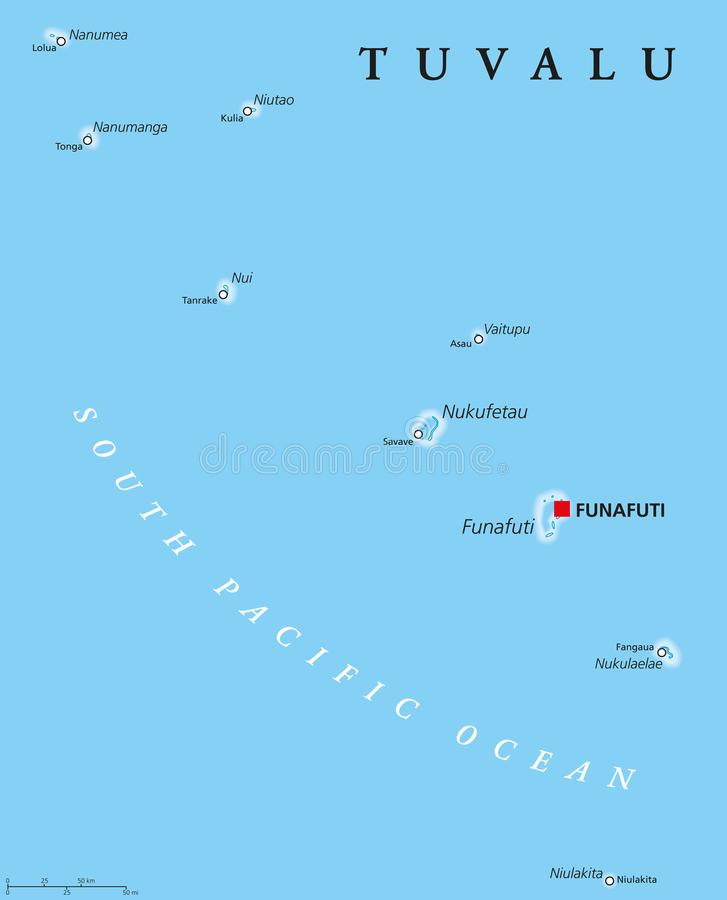 Nanumea
Lolua
TUVALU
Niutao
Kulia
Nanumanga
Tonga
Nui
Tanrake
Vaitupu
Asau
Nukufetau
Savave
dreamstime
FUNAFUTI
Funafuti
SOUTH PACIFIC OCEAN
Fangaua
Nukulaelae
Niulakita
Niulakita
0 25 50 km
0 25 50 mi